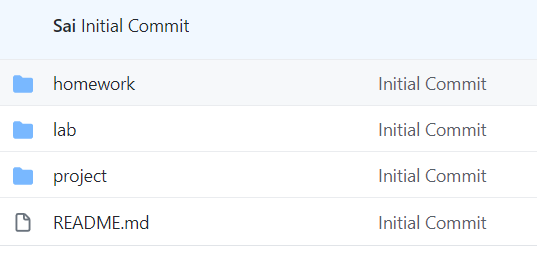 Sai Initial Commit
homework Initial Commit
lab Initial Commit
project Initial Commit
README.md Initial Commit